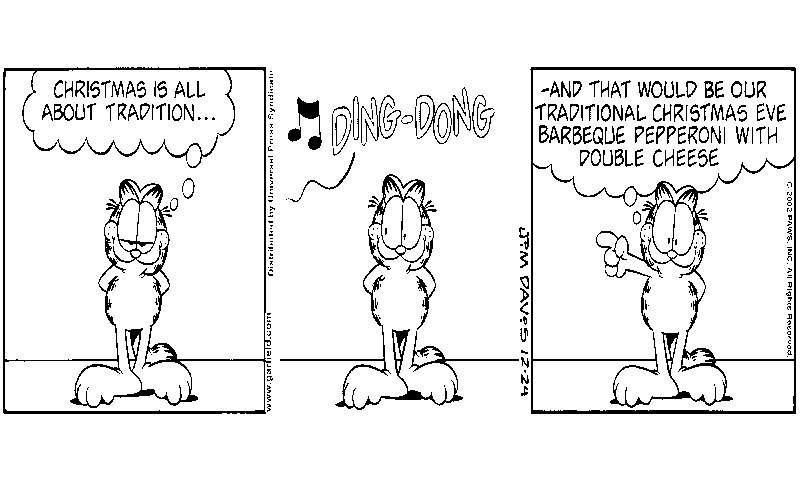 CHRISTMAS IS ALL
ABOUT TRADITION...
www.garfield.com
Distributed by Universal Press Syndicate
DING-DONG
JIM DAVIS 12-24
-AND THAT WOULD BE OUR
TRADITIONAL CHRISTMAS EVE
BARBEQUE PEPPERONI WITH
DOUBLE CHEESE
© 2002 PAWS, INC. All Rights Reserved.